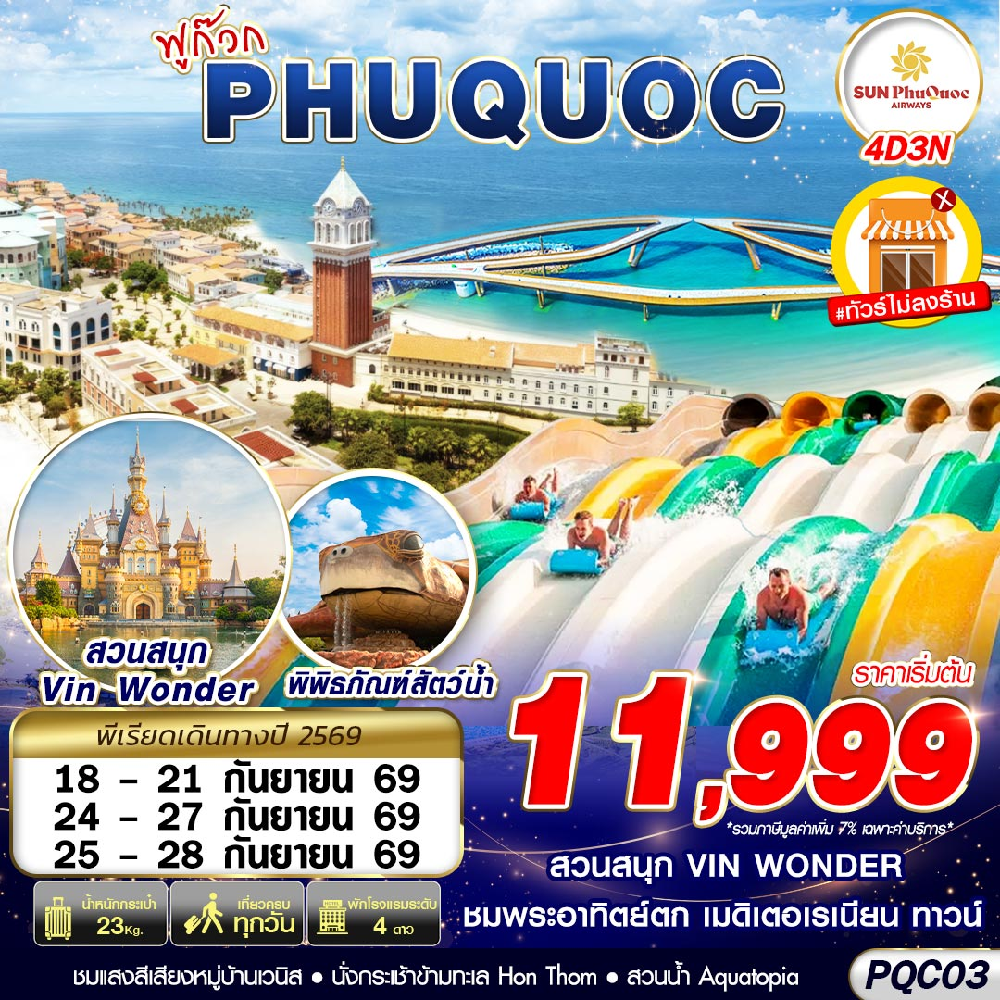 ฟูก๊วก
PHUQUOC
SUN PhuQuoc
AIRWAYS
4D3N
X
#ทัวร์ไม่ลงร้าน
สวนสนุก
Vin Wonder
พิพิธภัณฑ์สัตว์น้ำ
ราคาเริ่มต้น
11,999
*รวมภาษีมูลค่าเพิ่ม 7% เฉพาะค่าบริการ*
พีเรียดเดินทางปี 2569
18 - 21 กันยายน 69
24 - 27 กันยายน 69
25 - 28 กันยายน 69
สวนสนุก VIN WONDER
ชมพระอาทิตย์ตก เมดิเตอเรเนียน ทาวน์
น้ำหนักกระเป๋า
23Kg.
เที่ยวครบ
ทุกวัน
HOTEL
พักโรงแรมระดับ
4 ดาว
ชมแสงสีเสียงหมู่บ้านเวนิส ● นั่งกระเช้าข้ามทะเล Hon Thom ● สวนน้ำ Aquatopia
PQC03